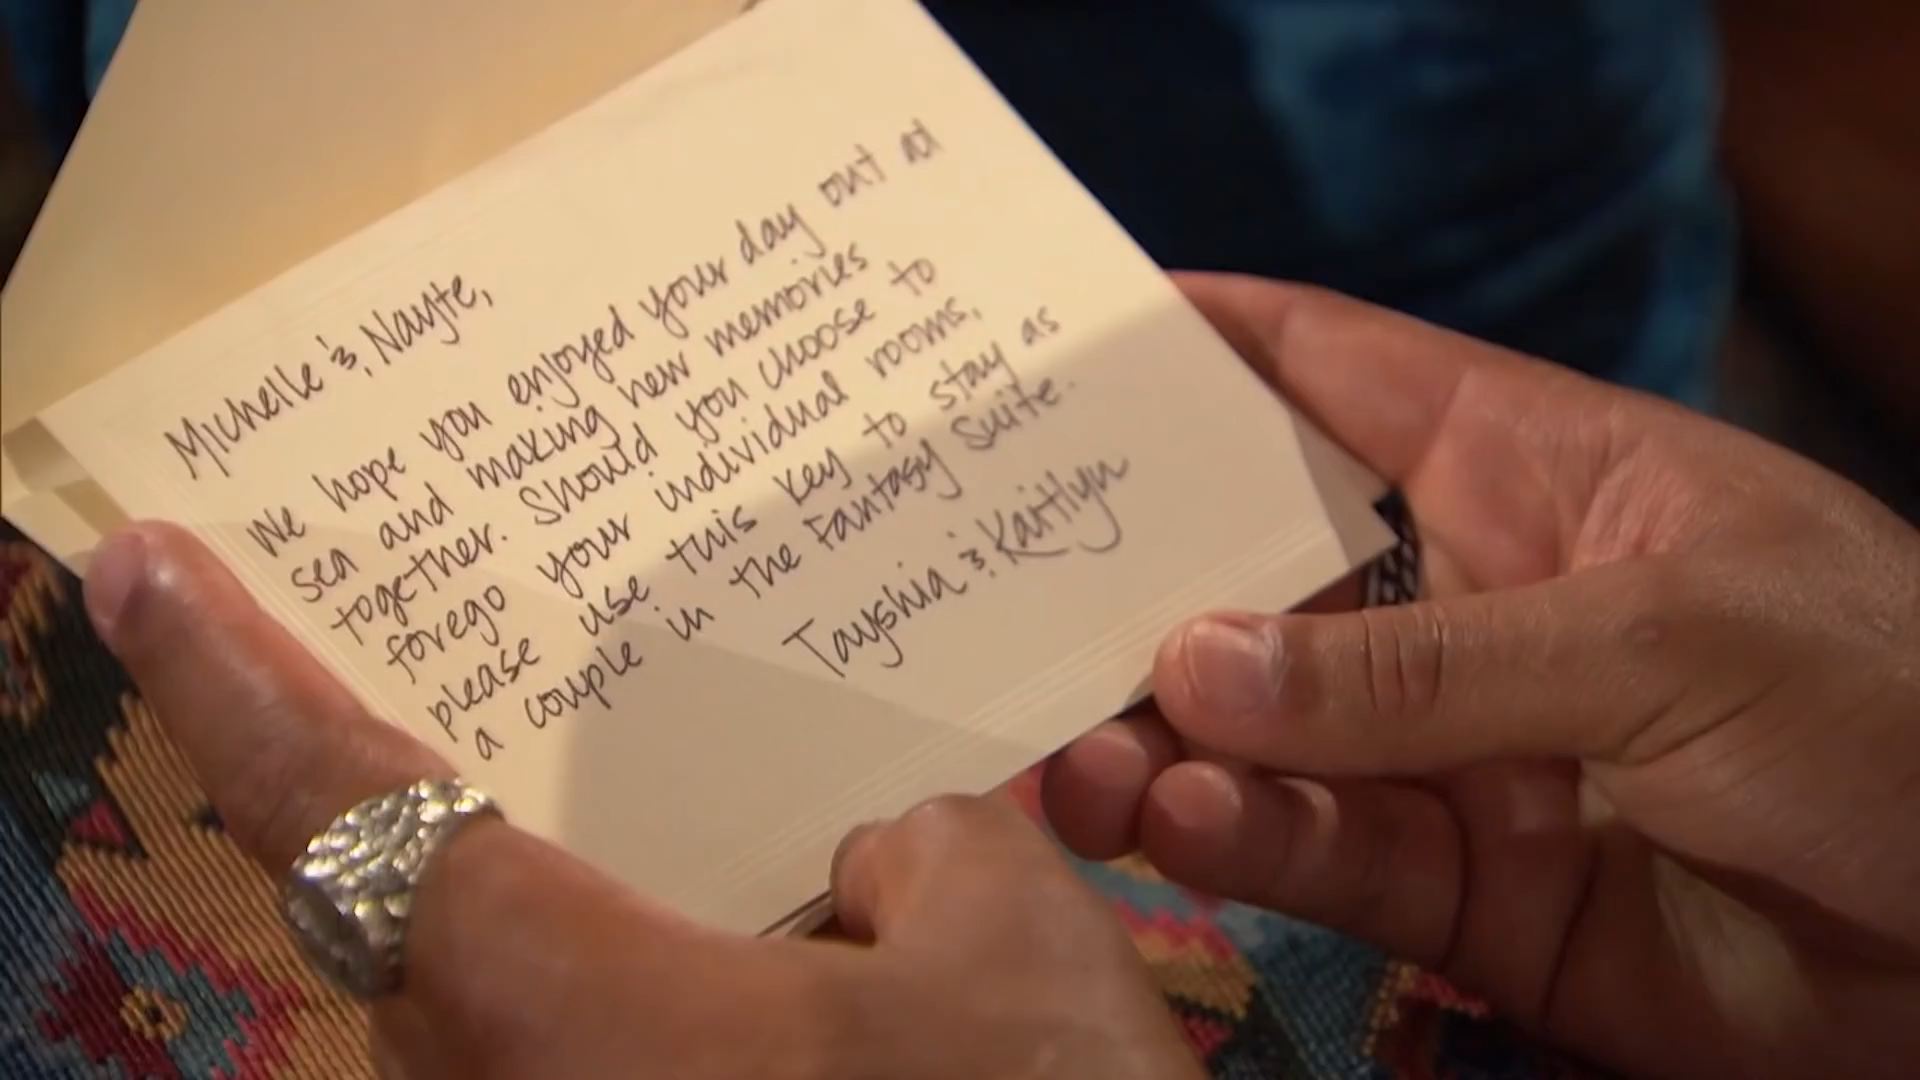 Michelle & Nayte,
We hope you enjoyed your day out at
sea and making new memories
together. Should you choose to
forego your individual rooms,
please use this key to stay as
a couple in the Fantasy Suite.
Tayshia & Kaitlyn